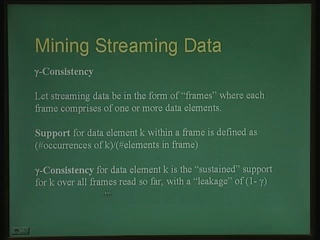 Mining Streaming Data
γ-Consistency
Let streaming data be in the form of "frames" where each
frame comprises of one or more data elements.
Support for data element k within a frame is defined as
(#occurrences of k)/(#elements in frame)
γ-Consistency for data element k is the "sustained" support
for k over all frames read so far, with a "leakage" of (1- γ)